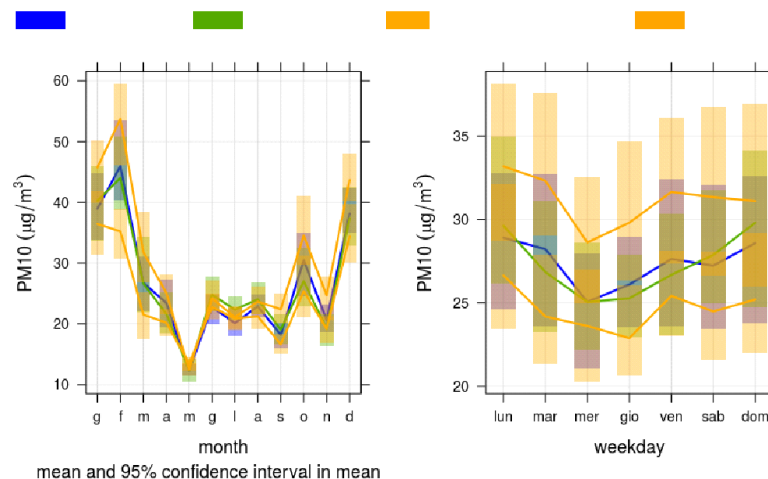 60
50
40
30
20
10
PM10 (μg/m³)
g f m a m g l a s o n d
month
mean and 95% confidence interval in mean
35
30
25
20
PM10 (μg/m³)
lun mar mer gio ven sab dom
weekday